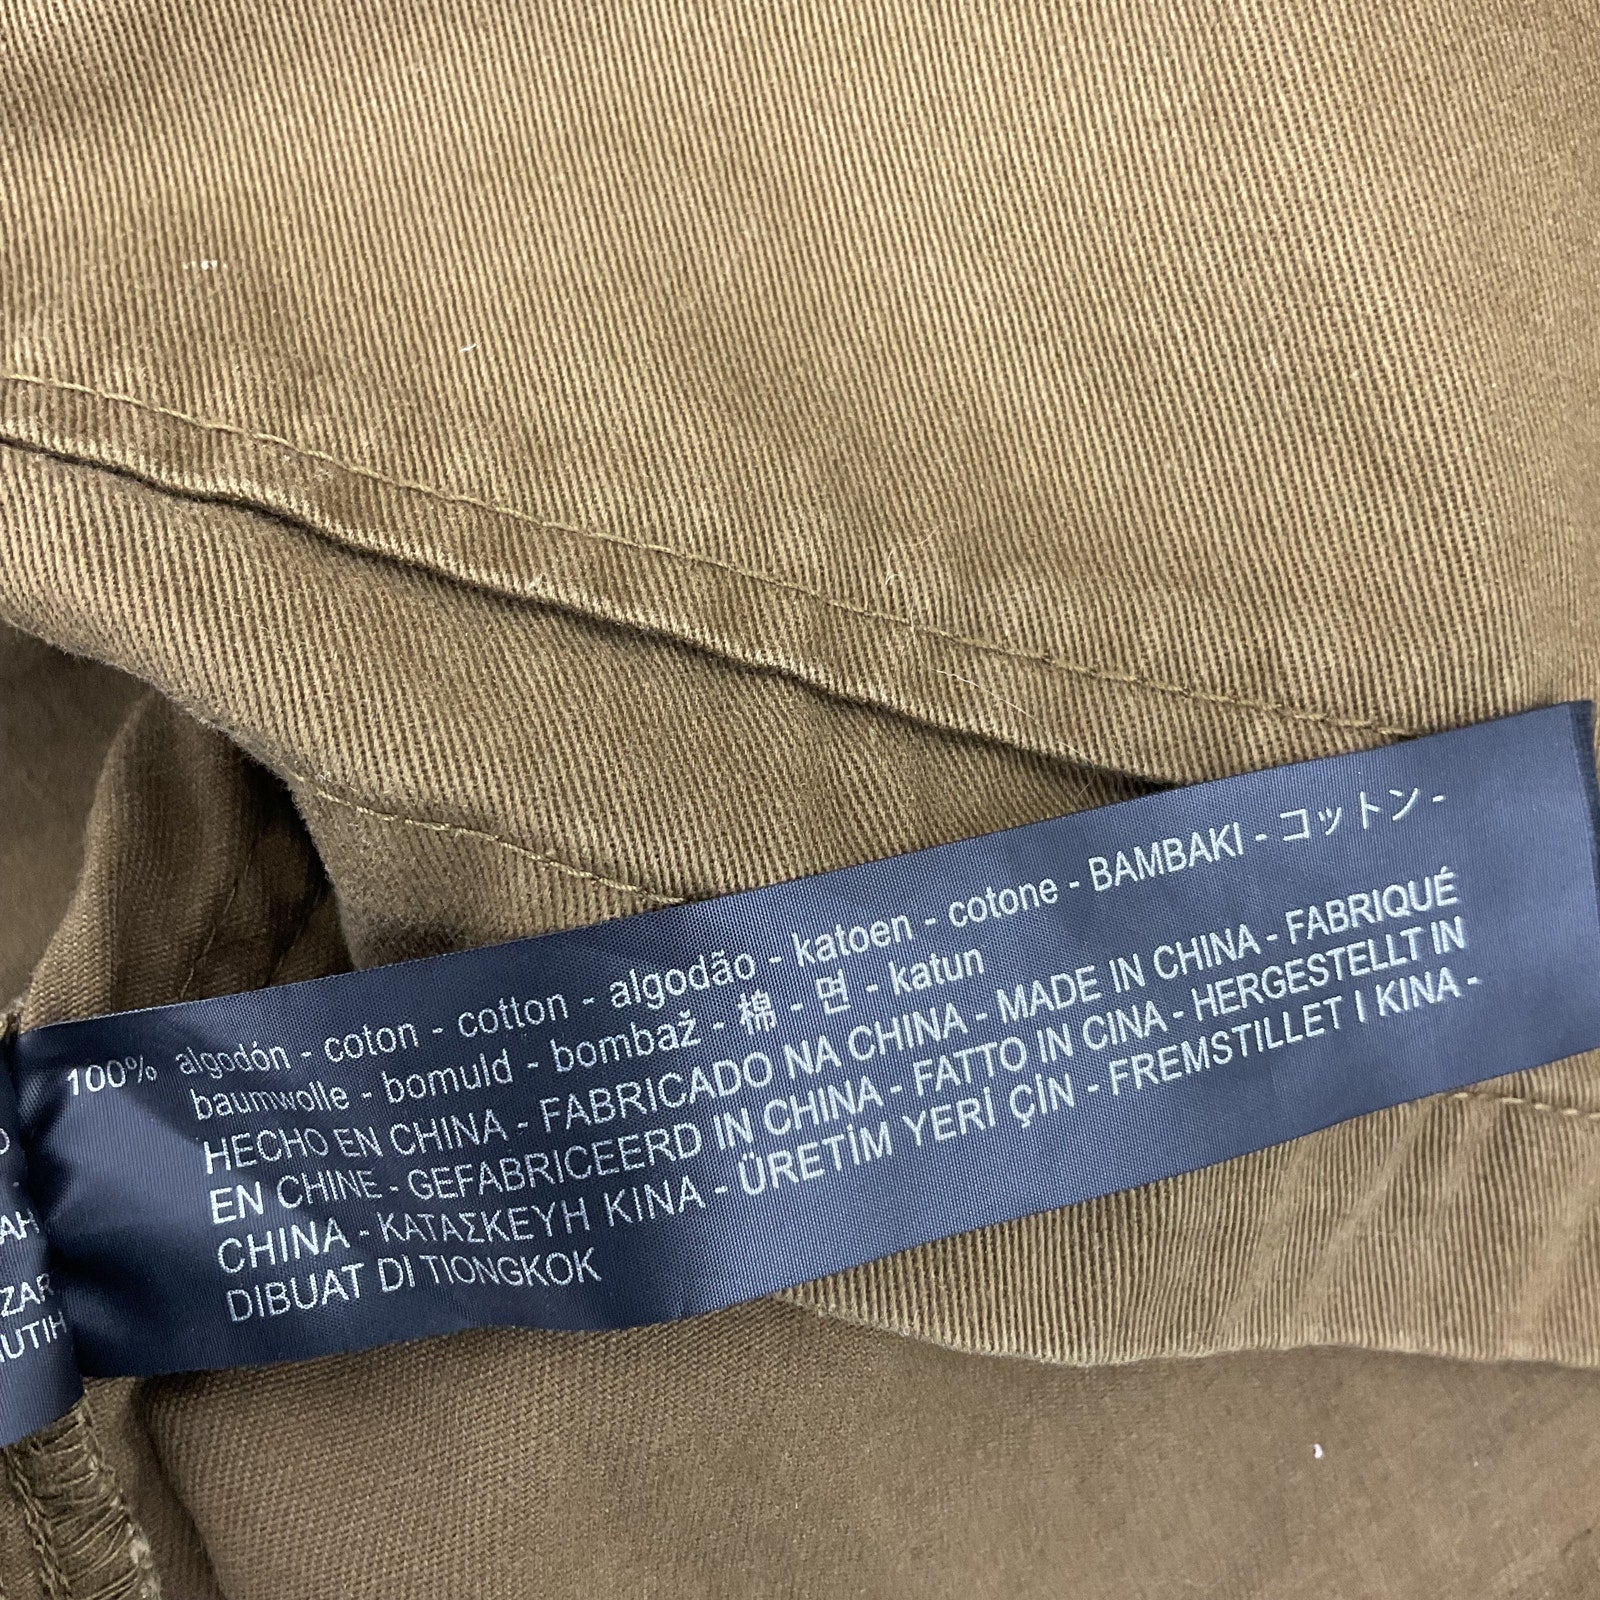 100% algodón - coton - cotton - algodão - katoen - cotone - BAMBAKI - コットン -
baumwolle - bomuld - bombaž - 棉 - 면 - katun
HECHO EN CHINA - FABRICADO NA CHINA - MADE IN CHINA - FABRIQUÉ
EN CHINE - GEFABRICEERD IN CHINA - FATTO IN CINA - HERGESTELLT IN
CHINA - ΚΑΤΑΣΚΕΥΗ ΚΙΝΑ - ÜRETİM YERİ ÇİN - FREMSTILLET I KINA -
DIBUAT DI TIONGKOK